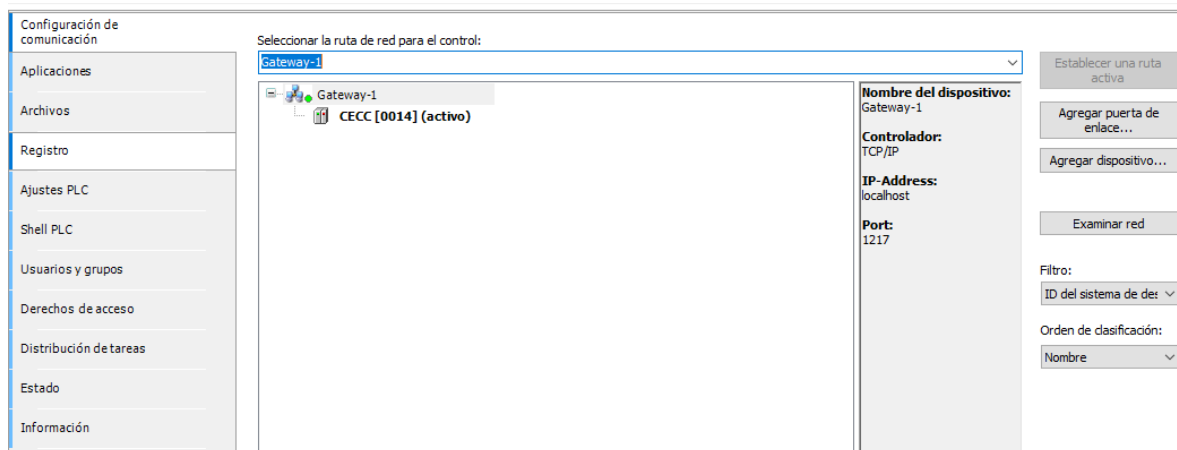 Configuración de
comunicación
Aplicaciones
Archivos
Registro
Ajustes PLC
Shell PLC
Usuarios y grupos
Derechos de acceso
Distribución de tareas
Estado
Información
Seleccionar la ruta de red para el control:
Gateway-1
Gateway-1
CECC [0014] (activo)
Nombre del dispositivo:
Gateway-1
Controlador:
TCP/IP
IP-Address:
localhost
Port:
1217
Establecer una ruta
activa
Agregar puerta de
enlace...
Agregar dispositivo...
Examinar red
Filtro:
ID del sistema de des
Orden de clasificación:
Nombre